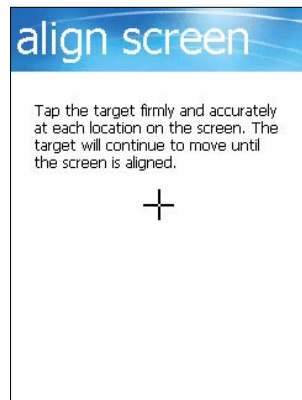 align screen
Tap the target firmly and accurately
at each location on the screen. The
target will continue to move until
the screen is aligned.